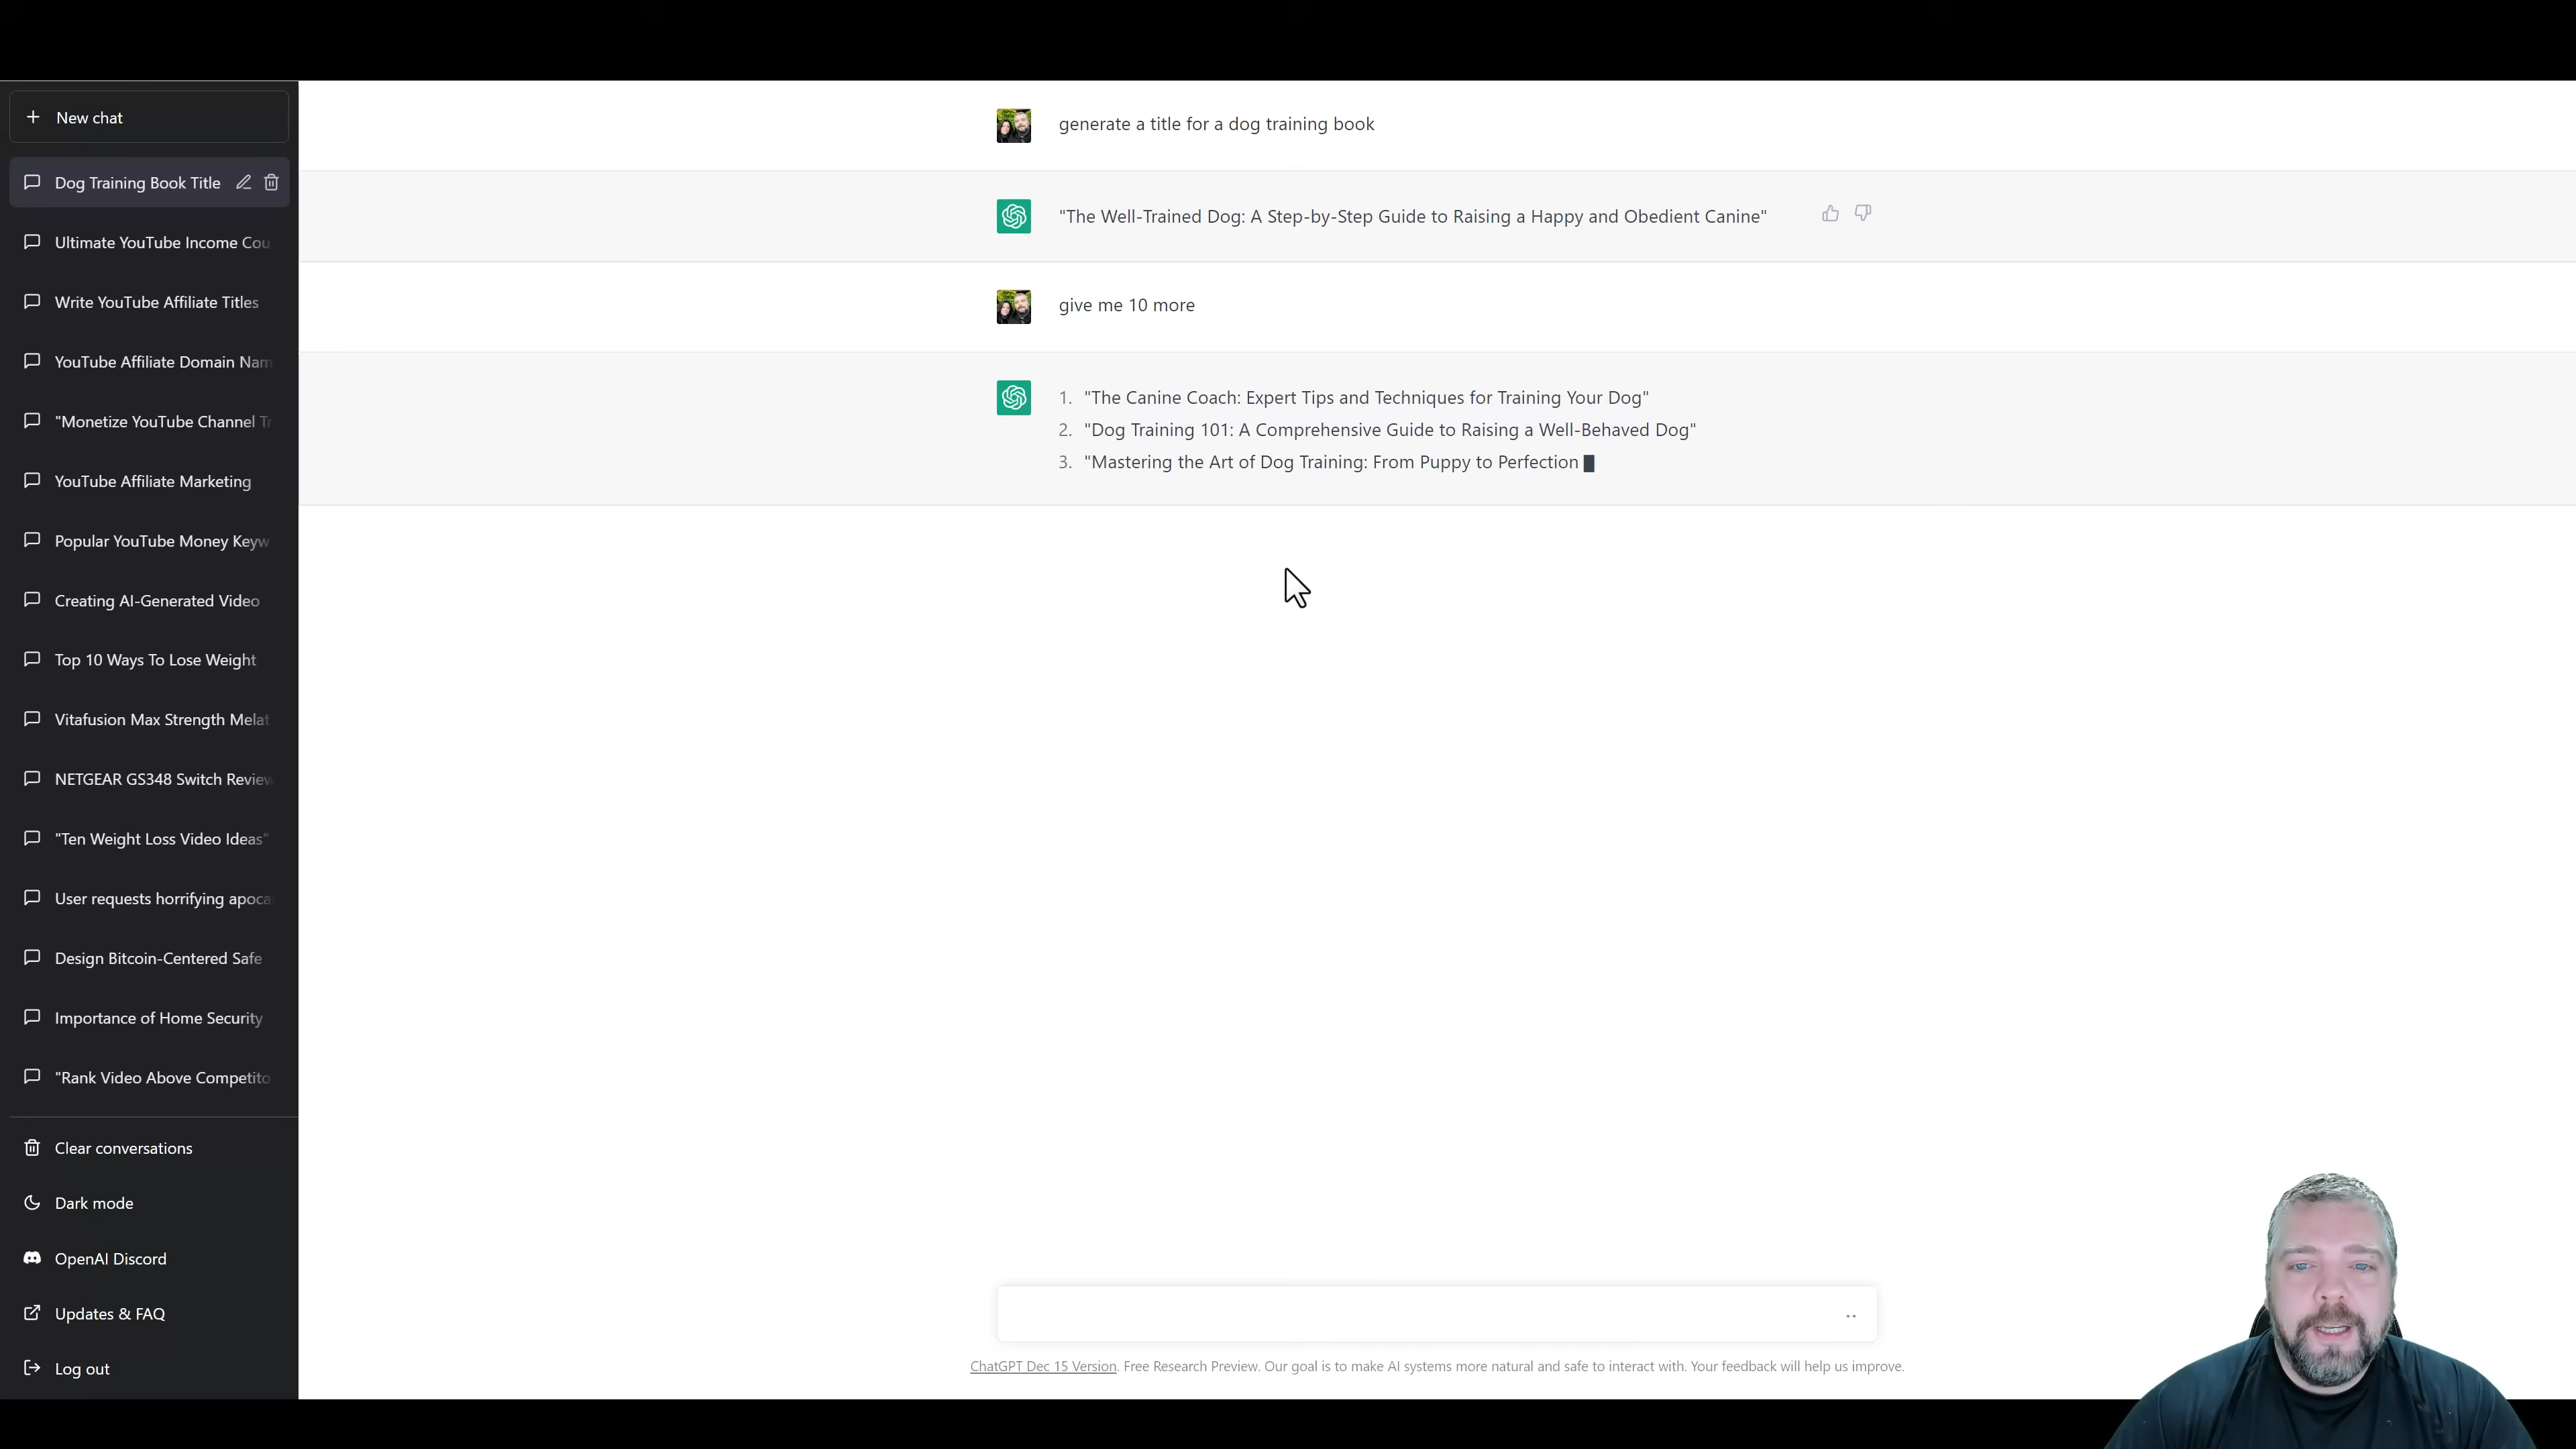 New chat
Dog Training Book Title
Ultimate YouTube Income Cou
Write YouTube Affiliate Titles
YouTube Affiliate Domain Nam
"Monetize YouTube Channel Tr
YouTube Affiliate Marketing
Popular YouTube Money Keyw
Creating AI-Generated Video
Top 10 Ways To Lose Weight
Vitafusion Max Strength Melat
NETGEAR GS348 Switch Review
"Ten Weight Loss Video Ideas"
User requests horrifying apoca
Design Bitcoin-Centered Safe
Importance of Home Security
"Rank Video Above Competito
Clear conversations
Dark mode
OpenAI Discord
Updates & FAQ
Log out
generate a title for a dog training book
"The Well-Trained Dog: A Step-by-Step Guide to Raising a Happy and Obedient Canine"
give me 10 more
1. "The Canine Coach: Expert Tips and Techniques for Training Your Dog"
2. "Dog Training 101: A Comprehensive Guide to Raising a Well-Behaved Dog"
3. "Mastering the Art of Dog Training: From Puppy to Perfection
ChatGPT Dec 15 Version. Free Research Preview. Our goal is to make AI systems more natural and safe to interact with. Your feedback will help us improve.